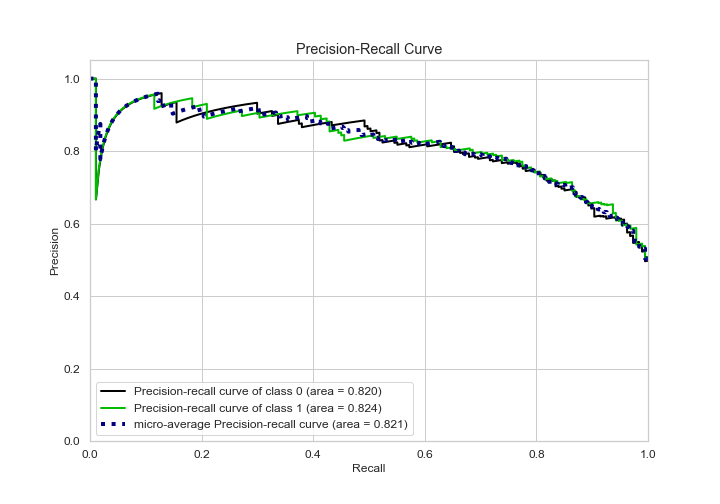 Precision-Recall Curve
1.0
0.8
0.6
0.4
0.2
0.0
Precision
Precision-recall curve of class 0 (area = 0.820)
Precision-recall curve of class 1 (area = 0.824)
micro-average Precision-recall curve (area = 0.821)
0.0 0.2 0.4 0.6 0.8 1.0
Recall